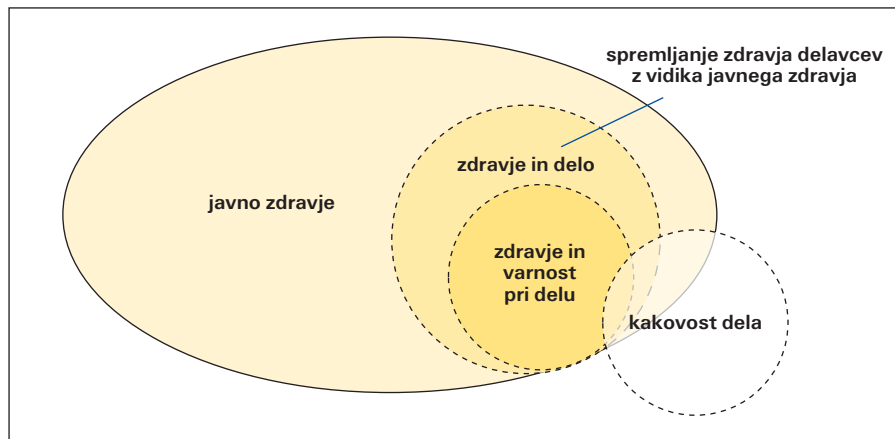 spremljanje zdravja delavcev
z vidika javnega zdravja
zdravje in delo
javno zdravje
zdravje in
varnost
pri delu
kakovost dela